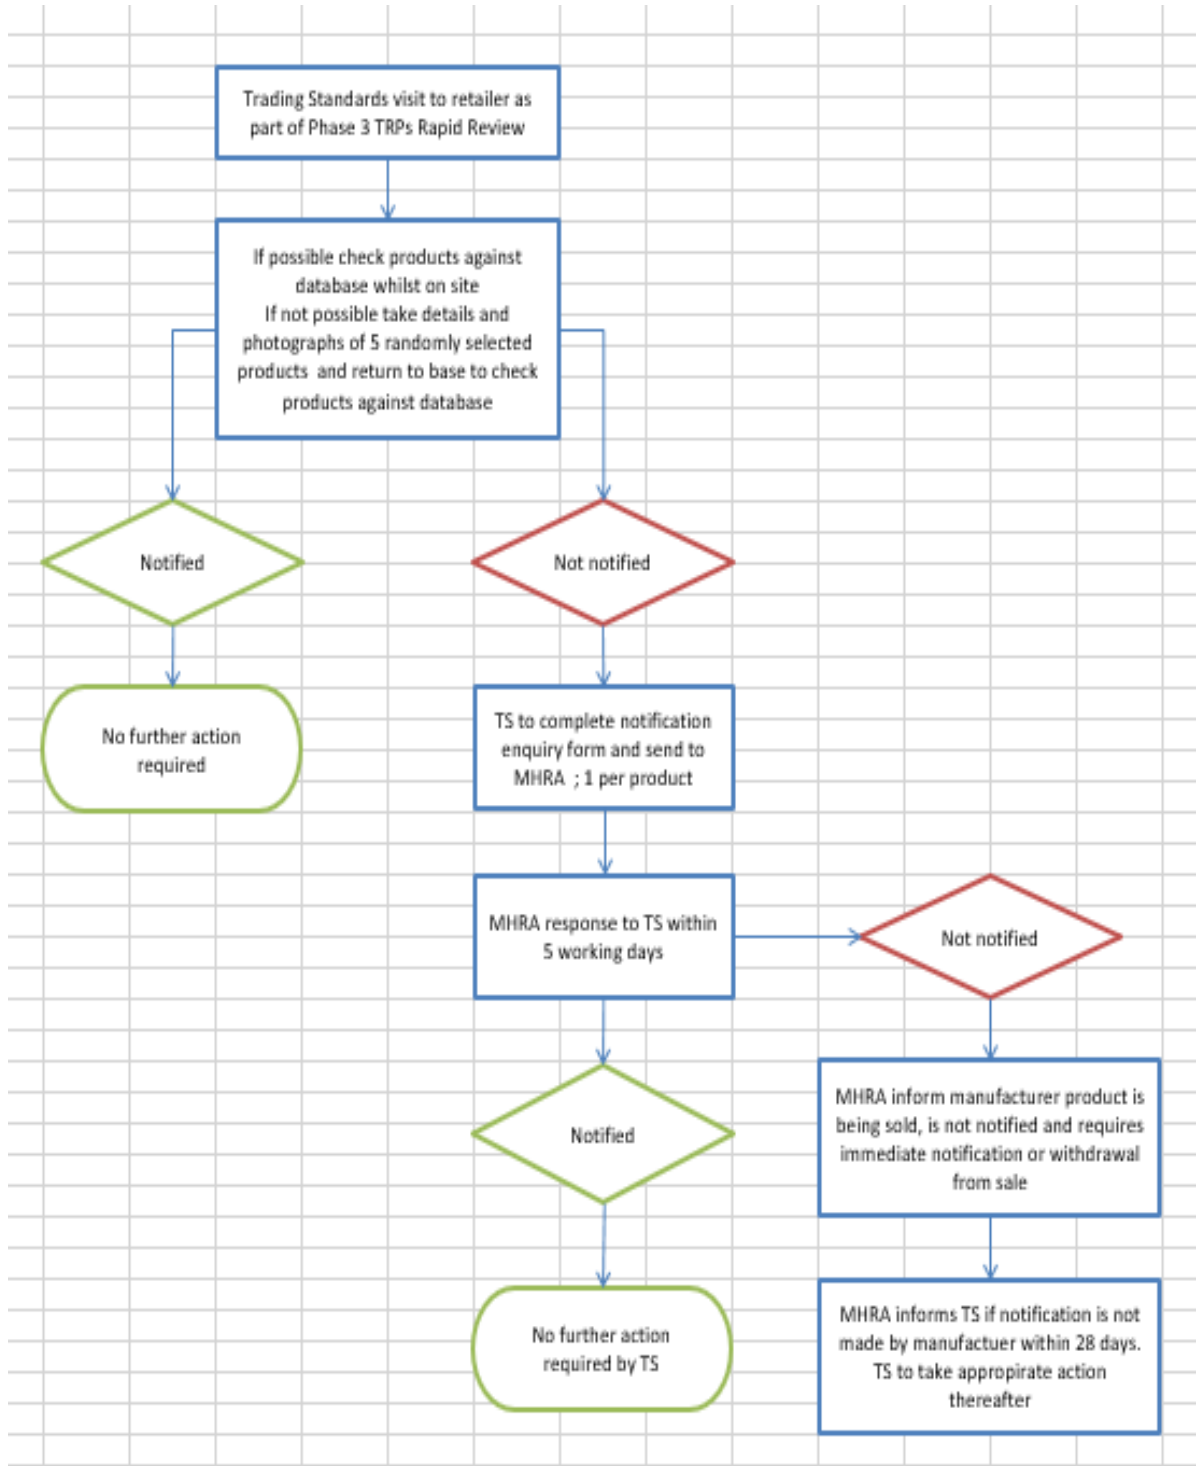 Trading Standards visit to retailer as
part of Phase 3 TRPs Rapid Review
If possible check products against
database whilst on site
If not possible take details and
photographs of 5 randomly selected
products and return to base to check
products against database
Notified
Not notified
No further action
required
TS to complete notification
enquiry form and send to
MHRA ; 1 per product
MHRA response to TS within
5 working days
Not notified
Notified
MHRA inform manufacturer product is
being sold, is not notified and requires
immediate notification or withdrawal
from sale
No further action
required by TS
MHRA informs TS if notification is not
made by manufactuer within 28 days.
TS to take appropirate action
thereafter